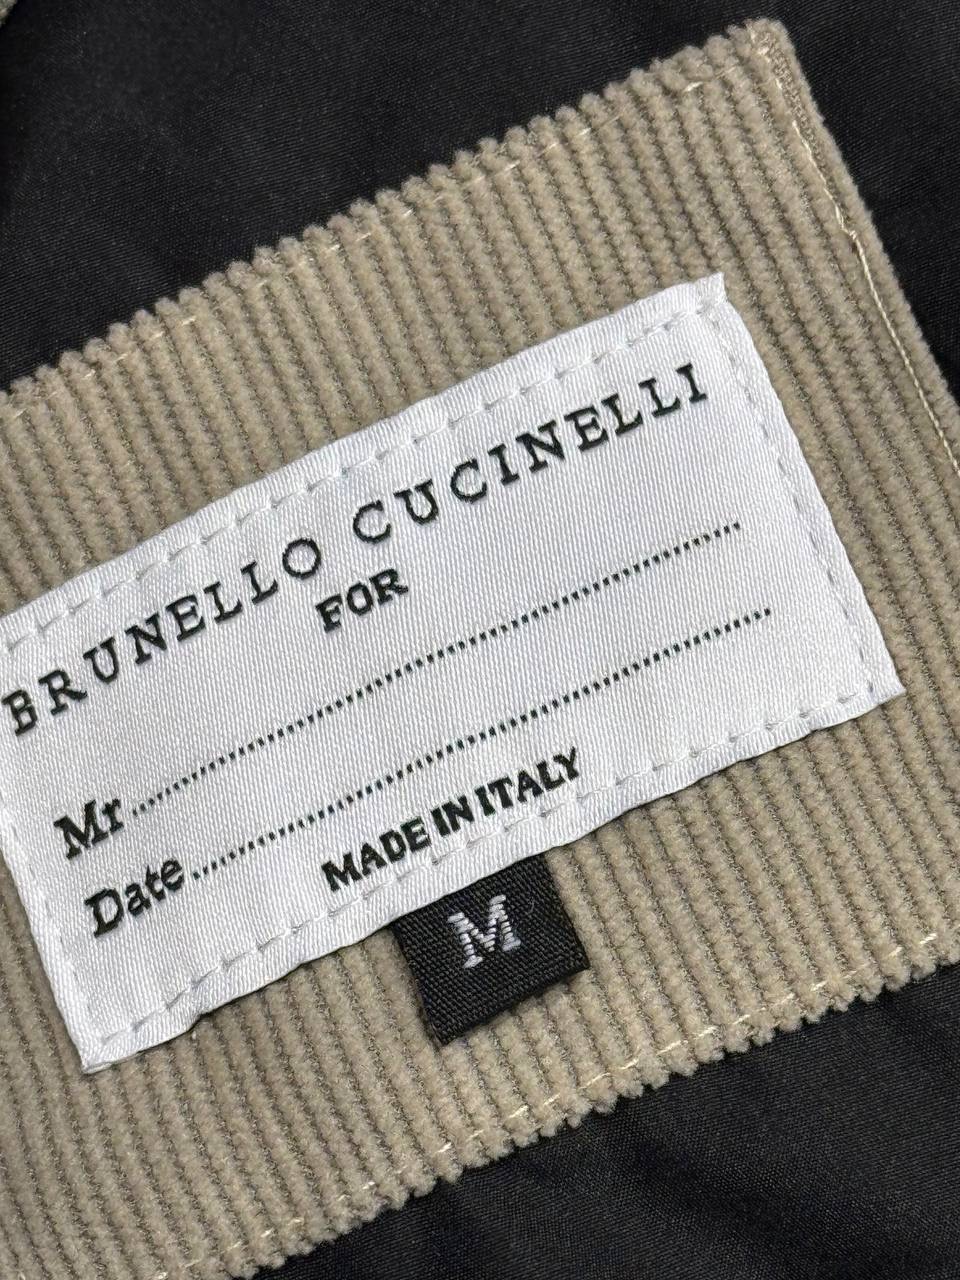 BRUNELLO CUCINELLI
FOR
Mr..............................................................
Date..............................................................
MADE IN ITALY
M